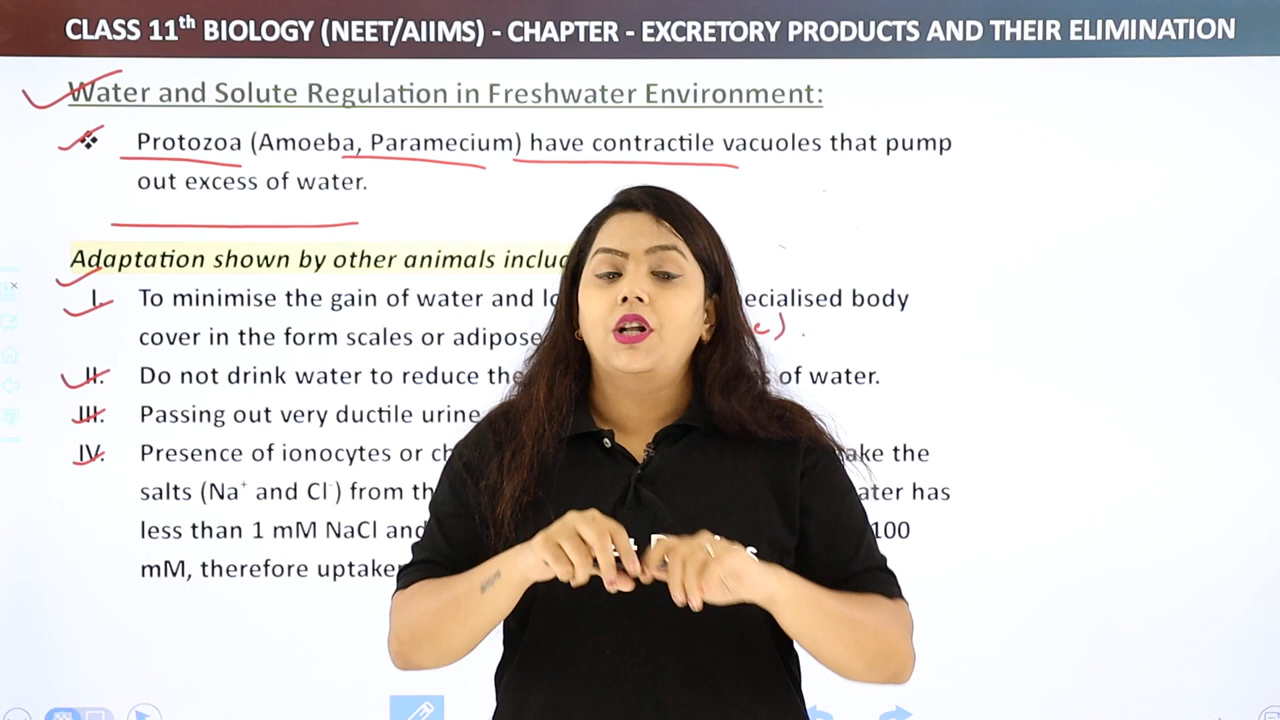 CLASS 11th BIOLOGY (NEET/AIIMS) - CHAPTER - EXCRETORY PRODUCTS AND THEIR ELIMINATION
Water and Solute Regulation in Freshwater Environment:
❖ Protozoa (Amoeba, Paramecium) have contractile vacuoles that pump
out excess of water.
Adaptation shown by other animals inclu
I. To minimise the gain of water and lo ecialised body
cover in the form scales or adipose e) .
II. Do not drink water to reduce the s of water.
III. Passing out very ductile urine
IV. Presence of ionocytes or ch ake the
salts (Na⁺ and Cl⁻) from th ater has
less than 1 mM NaCl and 100
mM, therefore uptake